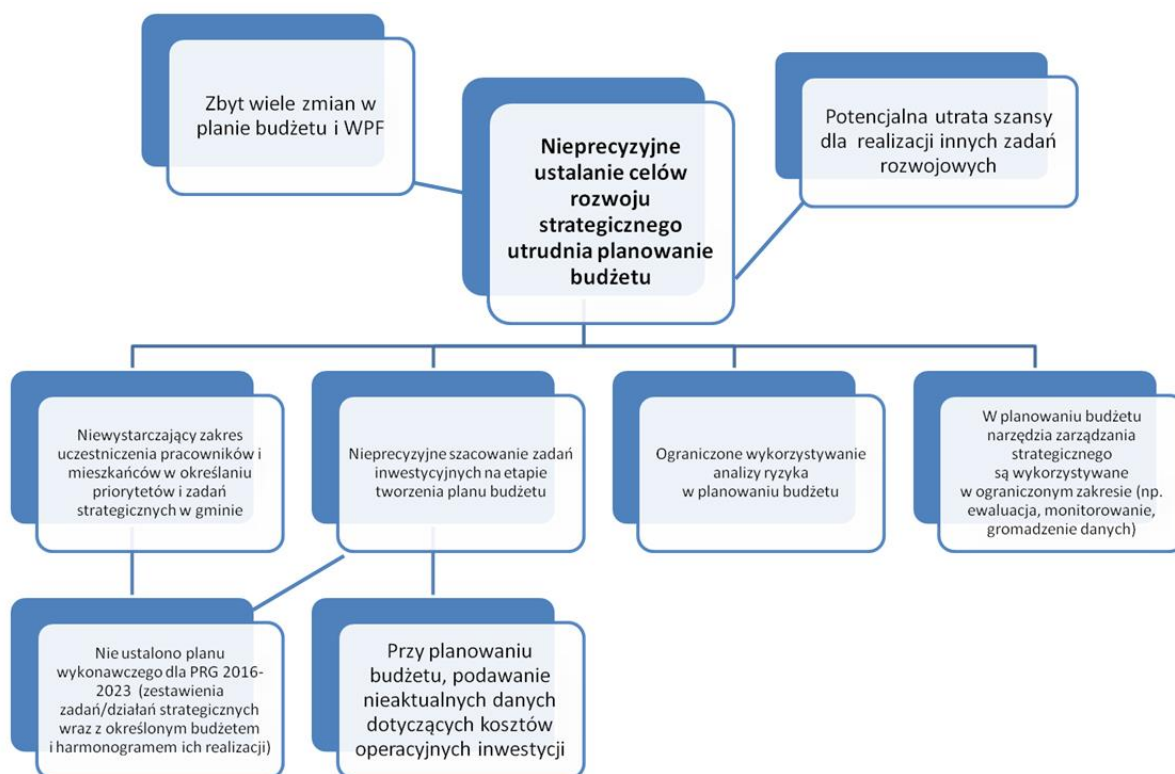 Zbyt wiele zmian w
planie budżetu i WPF
Nieprecyzyjne
ustalanie celów
rozwoju
strategicznego
utrudnia planowanie
budżetu
Potencjalna utrata szansy
dla realizacji innych zadań
rozwojowych
Niewystarczający zakres
uczestniczenia pracowników i
mieszkańców w określaniu
priorytetów i zadań
strategicznych w gminie
Nieprecyzyjne szacowanie zadań
inwestycyjnych na etapie
tworzenia planu budżetu
Ograniczone wykorzystywanie
analizy ryzyka
w planowaniu budżetu
W planowaniu budżetu
narzędzia zarządzania
strategicznego
są wykorzystywane
w ograniczonym zakresie (np.
ewaluacja, monitorowanie,
gromadzenie danych)
Nie ustalono planu
wykonawczego dla PRG 2016-
2023 (zestawienia
zadań/działań strategicznych
wraz z określonym budżetem
i harmonogramem ich realizacji)
Przy planowaniu
budżetu, podawanie
nieaktualnych danych
dotyczących kosztów
operacyjnych inwestycji